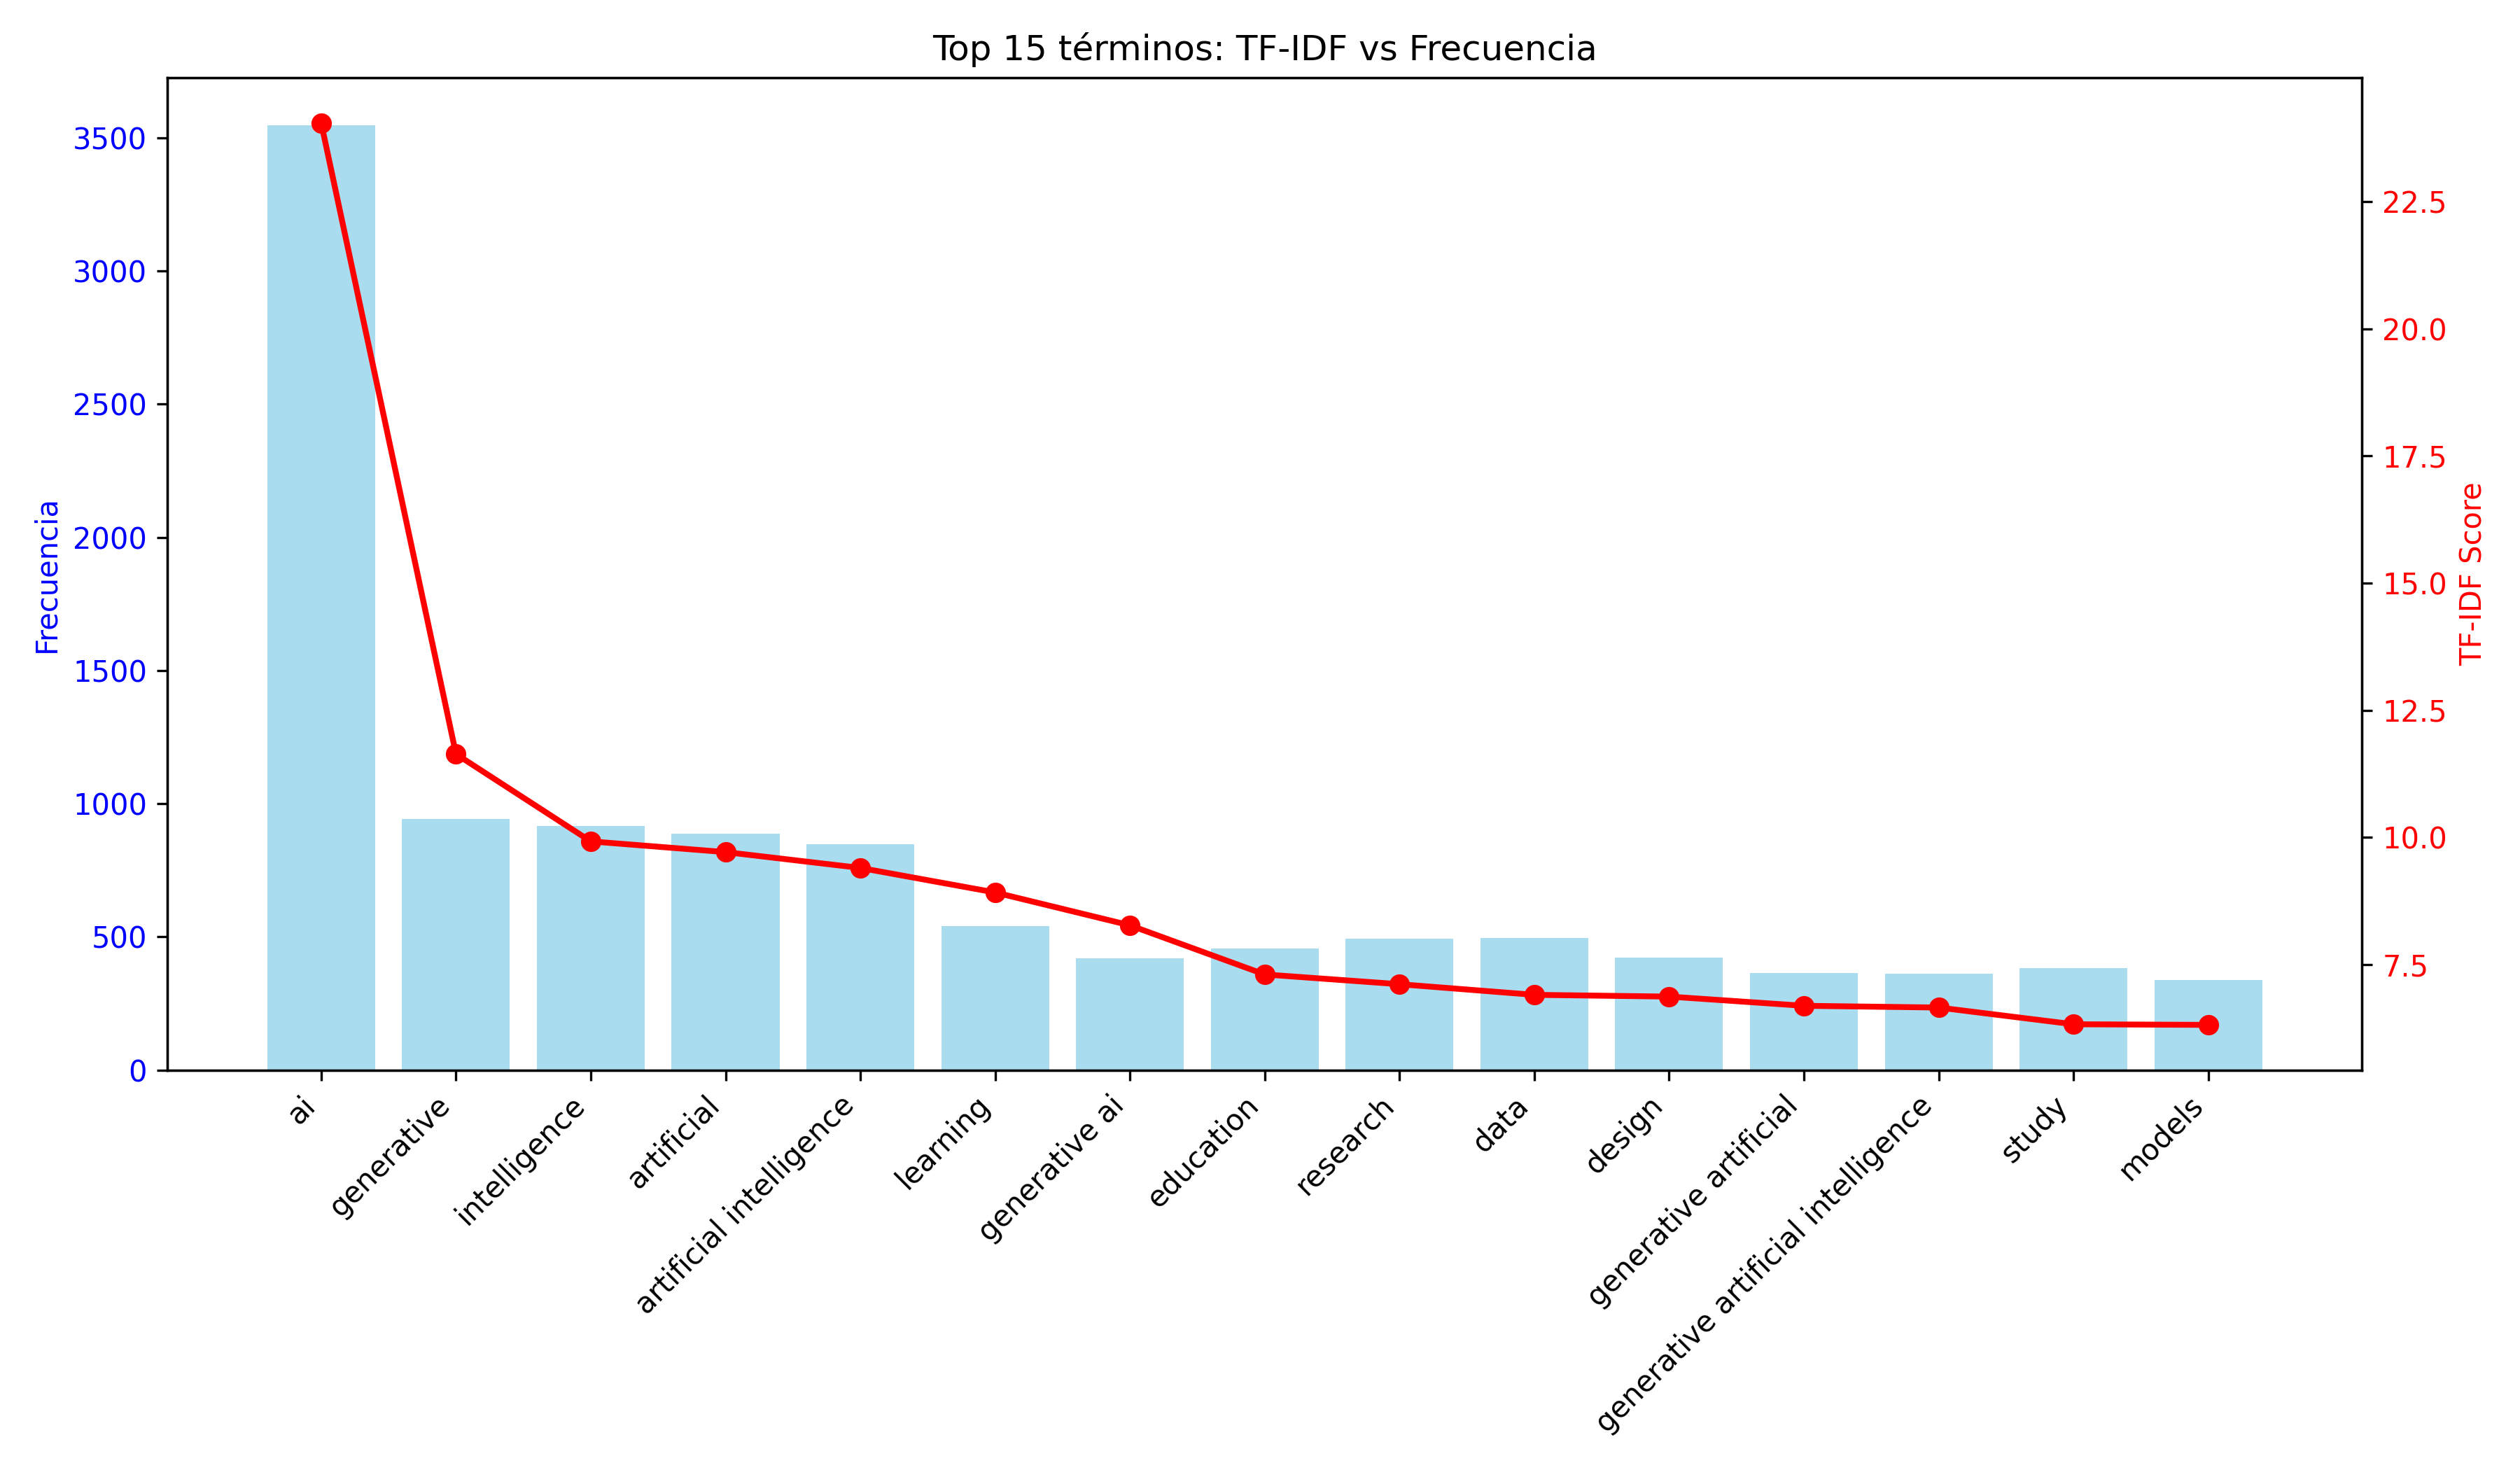 Top 15 términos: TF-IDF vs Frecuencia
Frecuencia
3500
3000
2500
2000
1500
1000
500
0
TF-IDF Score
22.5
20.0
17.5
15.0
12.5
10.0
7.5
ai
generative
intelligence
artificial
artificial intelligence
learning
generative ai
education
research
data
design
generative artificial
generative artificial intelligence
study
models